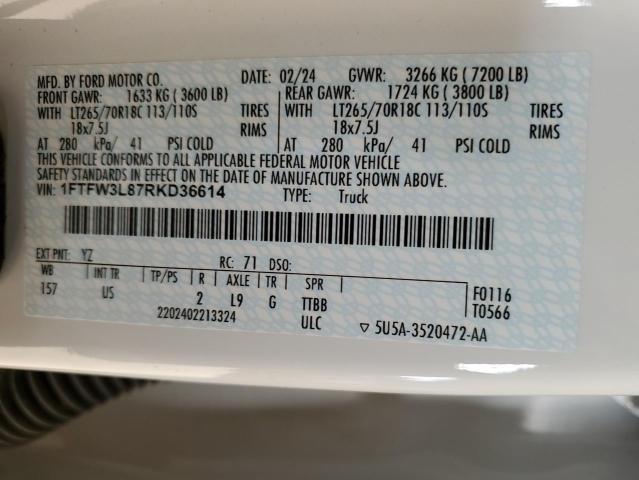 MFD. BY FORD MOTOR CO.
DATE: 02/24 GVWR: 3266 KG ( 7200 LB)
FRONT GAWR: 1633 KG ( 3600 LB) REAR GAWR: 1724 KG ( 3800 LB)
WITH LT265/70R18C 113/110S TIRES WITH LT265/70R18C 113/110S TIRES
18x7.5J RIMS 18x7.5J RIMS
AT 280 kPa/ 41 PSI COLD AT 280 kPa/ 41 PSI COLD
THIS VEHICLE CONFORMS TO ALL APPLICABLE FEDERAL MOTOR VEHICLE
SAFETY STANDARDS IN EFFECT ON THE DATE OF MANUFACTURE SHOWN ABOVE.
VIN: 1FTFW3L87RKD36614 TYPE: Truck
EXT PNT: YZ RC: 71 DSO:
WB INT TR TP/PS R AXLE TR SPR
157 US 2 L9 G TTBB F0116
2202402213324 ULC T0566
▽ 5U5A-3520472-AA